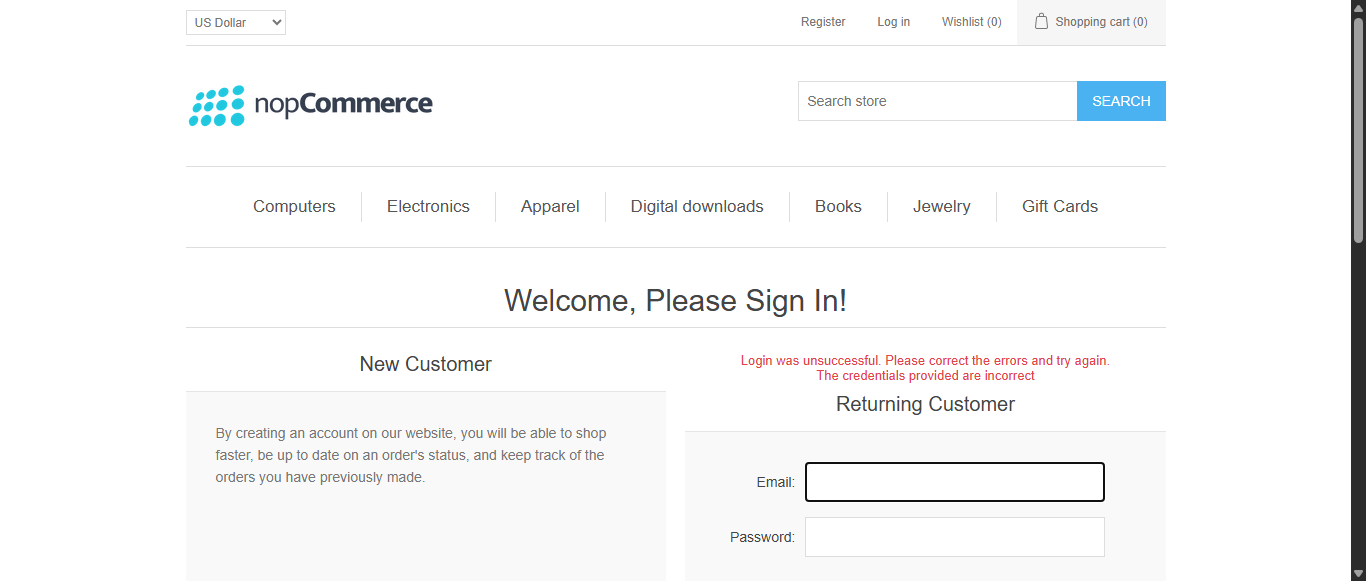 US Dollar
Register
Log in
Wishlist (0)
Shopping cart (0)
nopCommerce
Search store
SEARCH
Computers
Electronics
Apparel
Digital downloads
Books
Jewelry
Gift Cards
Welcome, Please Sign In!
New Customer
By creating an account on our website, you will be able to shop
faster, be up to date on an order's status, and keep track of the
orders you have previously made.
Login was unsuccessful. Please correct the errors and try again.
The credentials provided are incorrect
Returning Customer
Email:
Password: